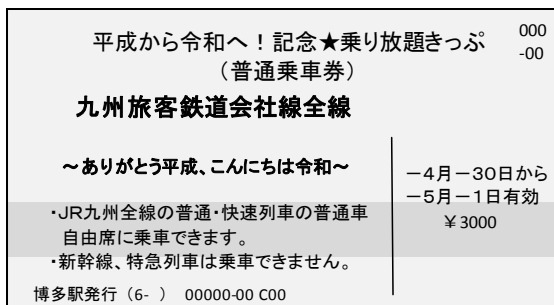 平成から令和へ！記念★乗り放題きっぷ
（普通乗車券）
000
-00
九州旅客鉄道会社線全線
～ありがとう平成、こんにちは令和～
－4月－30日から
－5月－1日有効
￥3000
・JR九州全線の普通・快速列車の普通車
自由席に乗車できます。
・新幹線、特急列車は乗車できません。
博多駅発行（6- ） 00000-00 C00